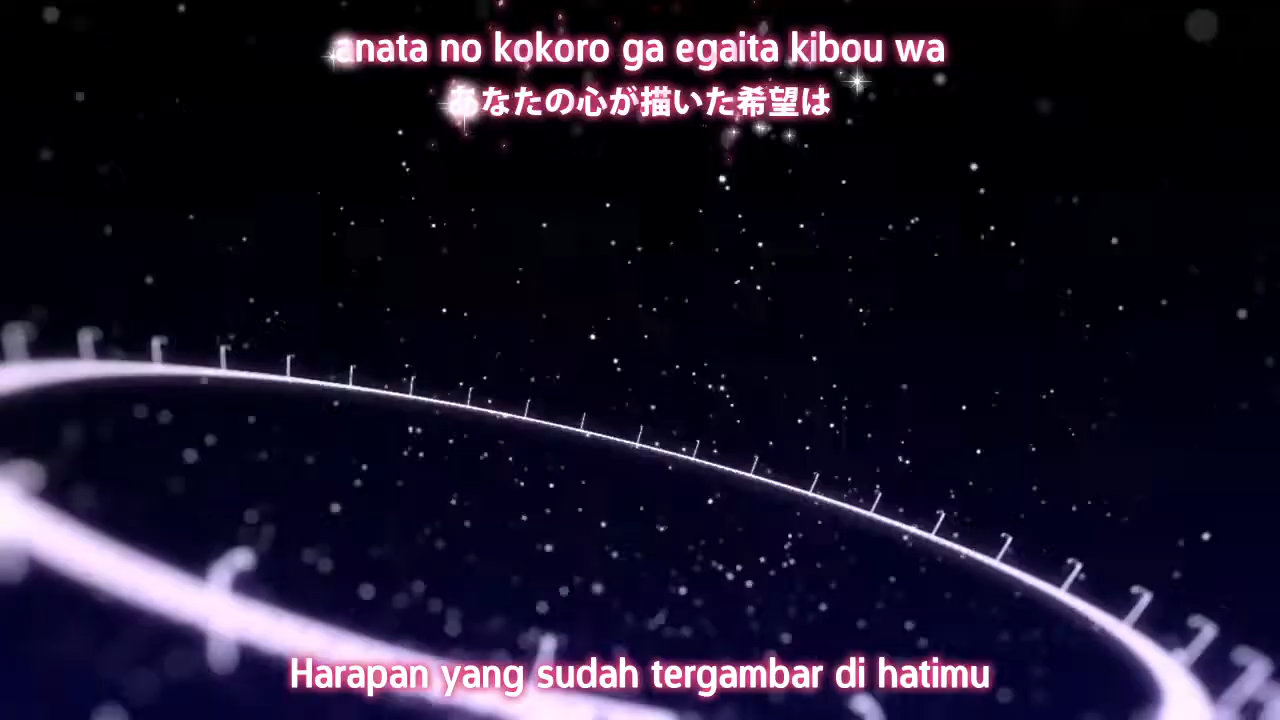 anata no kokoro ga egaita kibou wa
あなたの心が描いた希望は
Harapan yang sudah tergambar di hatimu